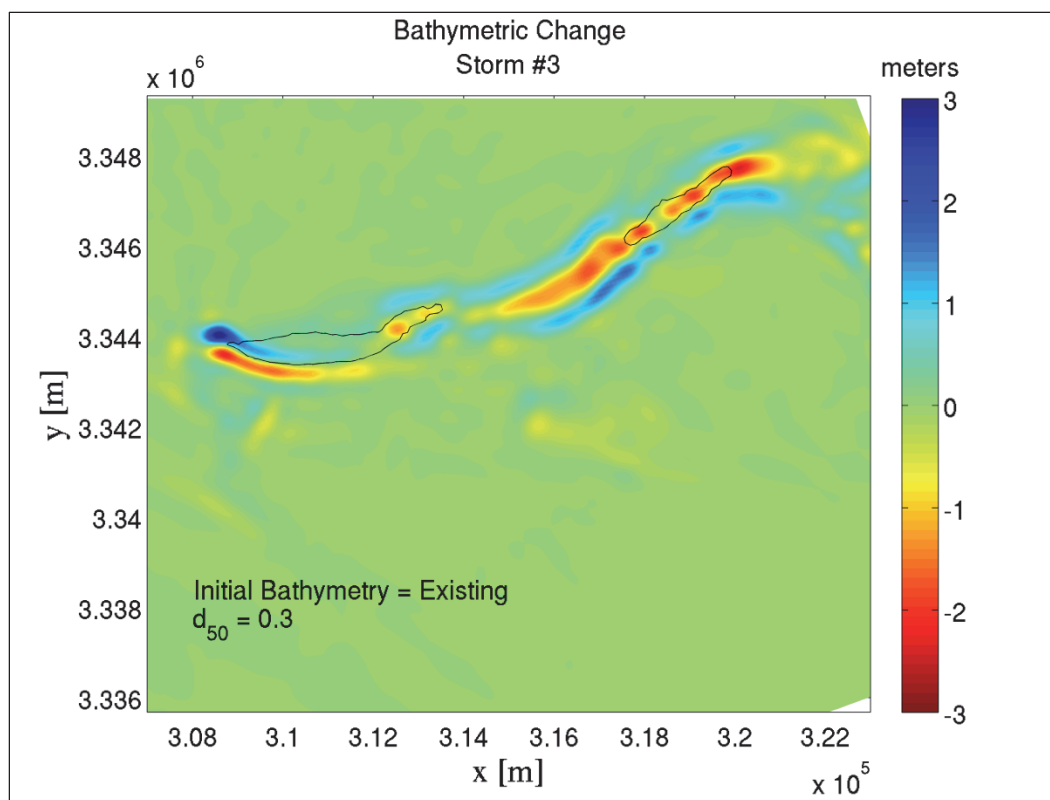 Bathymetric Change
Storm #3
x 10^6
meters
3.348
3.346
3.344
3.342
3.34
3.338
3.336
y [m]
Initial Bathymetry = Existing
d_50 = 0.3
3
2
1
0
-1
-2
-3
3.08 3.1 3.12 3.14 3.16 3.18 3.2 3.22
x [m]
x 10^5